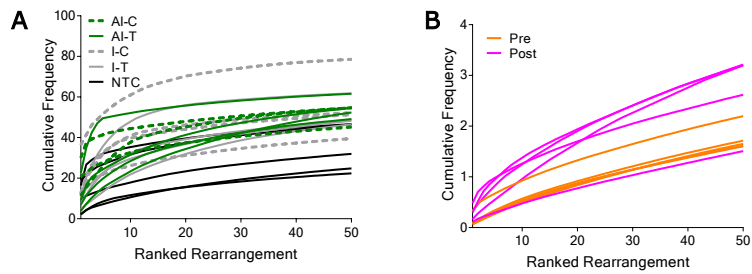 A
AI-C
AI-T
I-C
I-T
NTC
Cumulative Frequency
100
80
60
40
20
0
10 20 30 40 50
Ranked Rearrangement
B
Pre
Post
Cumulative Frequency
4
3
2
1
0
10 20 30 40 50
Ranked Rearrangement